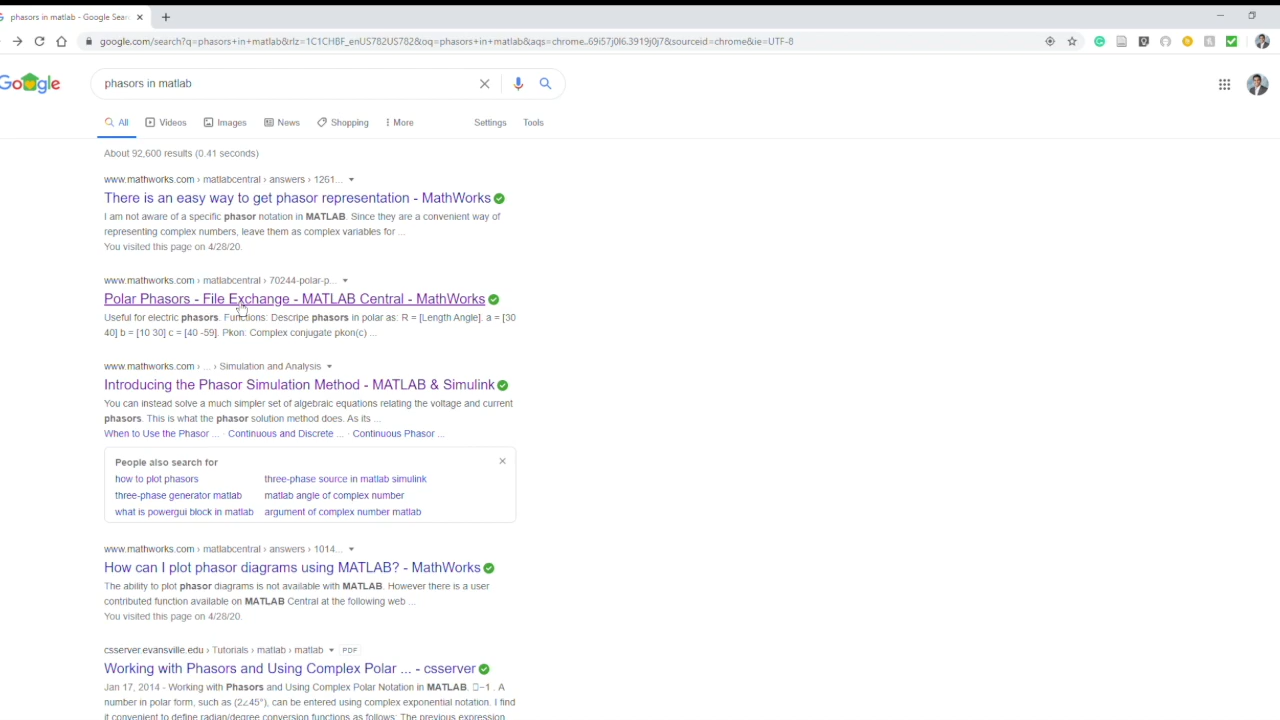 phasors in matlab - Google Sear
google.com/search?q=phasors+in+matlab&rlz=1C1CHBF_enUS782US782&oq=phasors+in+matlab&aqs=chrome..69i57j0l6.3919j0j7&sourceid=chrome&ie=UTF-8
Google
phasors in matlab
All Videos Images News Shopping More Settings Tools
About 92,600 results (0.41 seconds)
www.mathworks.com › matlabcentral › answers › 1261...
There is an easy way to get phasor representation - MathWorks
I am not aware of a specific phasor notation in MATLAB. Since they are a convenient way of
representing complex numbers, leave them as complex variables for ...
You visited this page on 4/28/20.
www.mathworks.com › matlabcentral › 70244-polar-p...
Polar Phasors - File Exchange - MATLAB Central - MathWorks
Useful for electric phasors. Functions: Descripe phasors in polar as: R = [Length Angle]. a = [30
40] b = [10 30] c = [40 -59]. Pkon: Complex conjugate pkon(c) ...
www.mathworks.com › ... › Simulation and Analysis
Introducing the Phasor Simulation Method - MATLAB & Simulink
You can instead solve a much simpler set of algebraic equations relating the voltage and current
phasors. This is what the phasor solution method does. As its ...
When to Use the Phasor ... · Continuous and Discrete ... · Continuous Phasor ...
People also search for
how to plot phasors three-phase source in matlab simulink
three-phase generator matlab matlab angle of complex number
what is powergui block in matlab argument of complex number matlab
www.mathworks.com › matlabcentral › answers › 1014...
How can I plot phasor diagrams using MATLAB? - MathWorks
The ability to plot phasor diagrams is not available with MATLAB. However there is a user
contributed function available on MATLAB Central at the following web ...
You visited this page on 4/28/20.
csserver.evansville.edu › Tutorials › matlab › matlab PDF
Working with Phasors and Using Complex Polar ... - csserver
Jan 17, 2014 - Working with Phasors and Using Complex Polar Notation in MATLAB. □−1 . A
number in polar form, such as (2∠45°), can be entered using complex exponential notation. I find
it convenient to define radian/degree conversion functions as follows: The previous expression